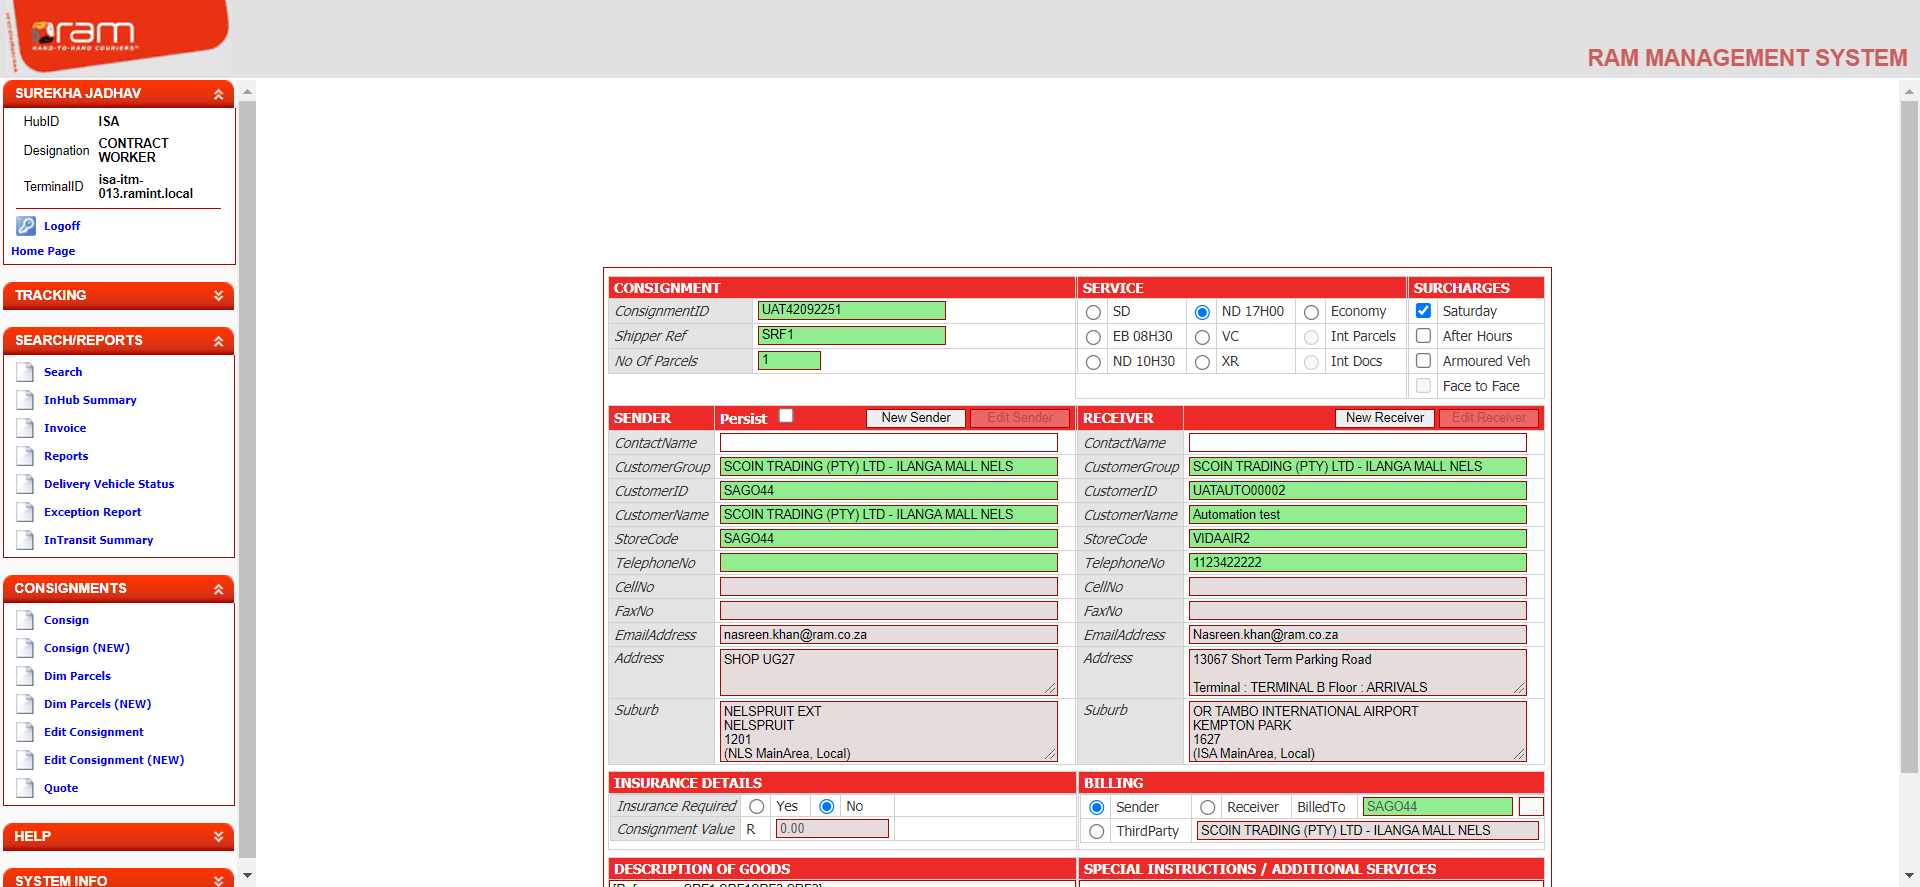 ram
HAND-TO-HAND COURIERS
RAM MANAGEMENT SYSTEM
SUREKHA JADHAV
HubID ISA
Designation CONTRACT WORKER
TerminalID isa-itm-013.ramint.local
Logoff
Home Page
TRACKING
SEARCH/REPORTS
Search
InHub Summary
Invoice
Reports
Delivery Vehicle Status
Exception Report
InTransit Summary
CONSIGNMENTS
Consign
Consign (NEW)
Dim Parcels
Dim Parcels (NEW)
Edit Consignment
Edit Consignment (NEW)
Quote
HELP
SYSTEM INFO
CONSIGNMENT SERVICE SURCHARGES
ConsignmentID UAT42092251 SD ND 17H00 Economy Saturday
Shipper Ref SRF1 EB 08H30 VC Int Parcels After Hours
No Of Parcels 1 ND 10H30 XR Int Docs Armoured Veh
Face to Face
SENDER Persist New Sender Edit Sender RECEIVER New Receiver Edit Receiver
ContactName ContactName
CustomerGroup SCOIN TRADING (PTY) LTD - ILANGA MALL NELS CustomerGroup SCOIN TRADING (PTY) LTD - ILANGA MALL NELS
CustomerID SAGO44 CustomerID UATAUTO00002
CustomerName SCOIN TRADING (PTY) LTD - ILANGA MALL NELS CustomerName Automation test
StoreCode SAGO44 StoreCode VIDAAIR2
TelephoneNo TelephoneNo 1123422222
CellNo CellNo
FaxNo FaxNo
EmailAddress nasreen.khan@ram.co.za EmailAddress Nasreen.khan@ram.co.za
Address SHOP UG27 Address 13067 Short Term Parking Road
Terminal : TERMINAL B Floor : ARRIVALS
Suburb NELSPRUIT EXT Suburb OR TAMBO INTERNATIONAL AIRPORT
NELSPRUIT KEMPTON PARK
1201 1627
(NLS MainArea, Local) (ISA MainArea, Local)
INSURANCE DETAILS BILLING
Insurance Required Yes No Sender Receiver BilledTo SAGO44 ...
Consignment Value R 0.00 ThirdParty SCOIN TRADING (PTY) LTD - ILANGA MALL NELS
DESCRIPTION OF GOODS SPECIAL INSTRUCTIONS / ADDITIONAL SERVICES